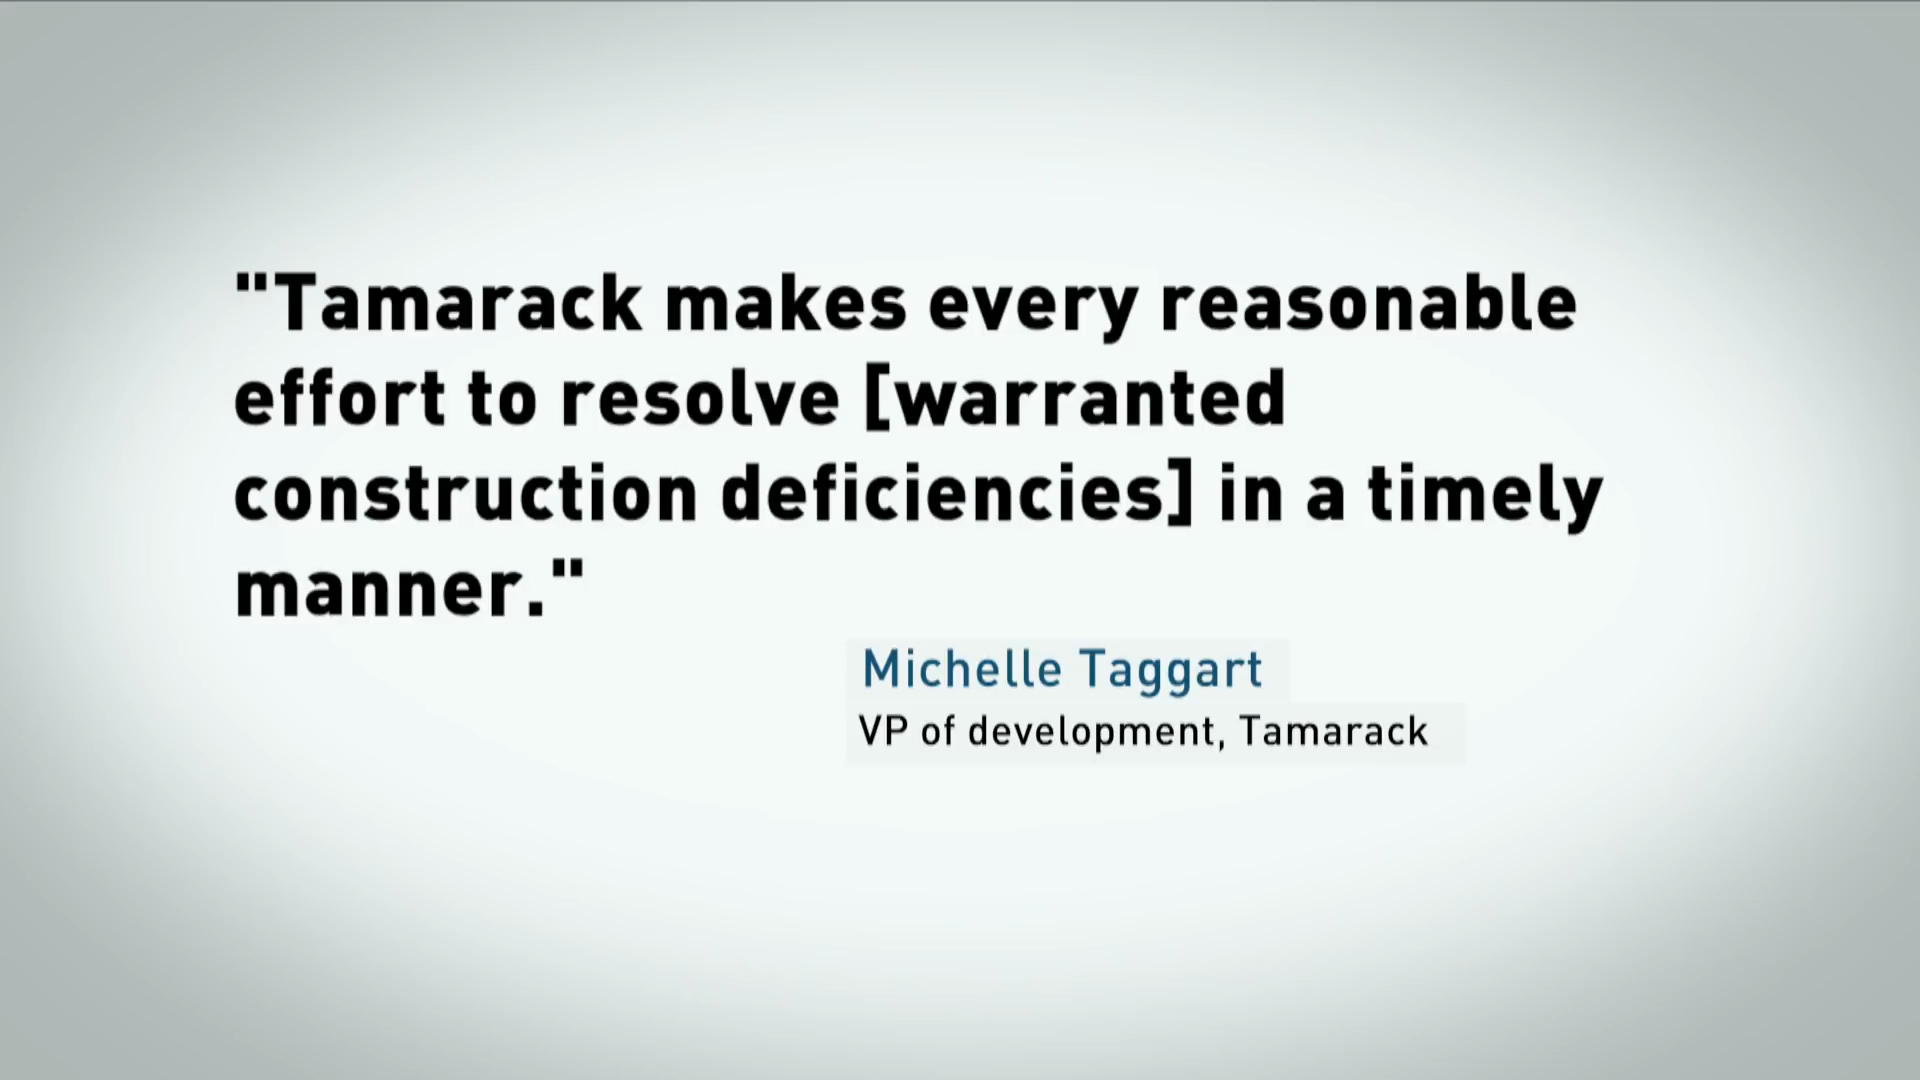 "Tamarack makes every reasonable
effort to resolve [warranted
construction deficiencies] in a timely
manner."
Michelle Taggart
VP of development, Tamarack